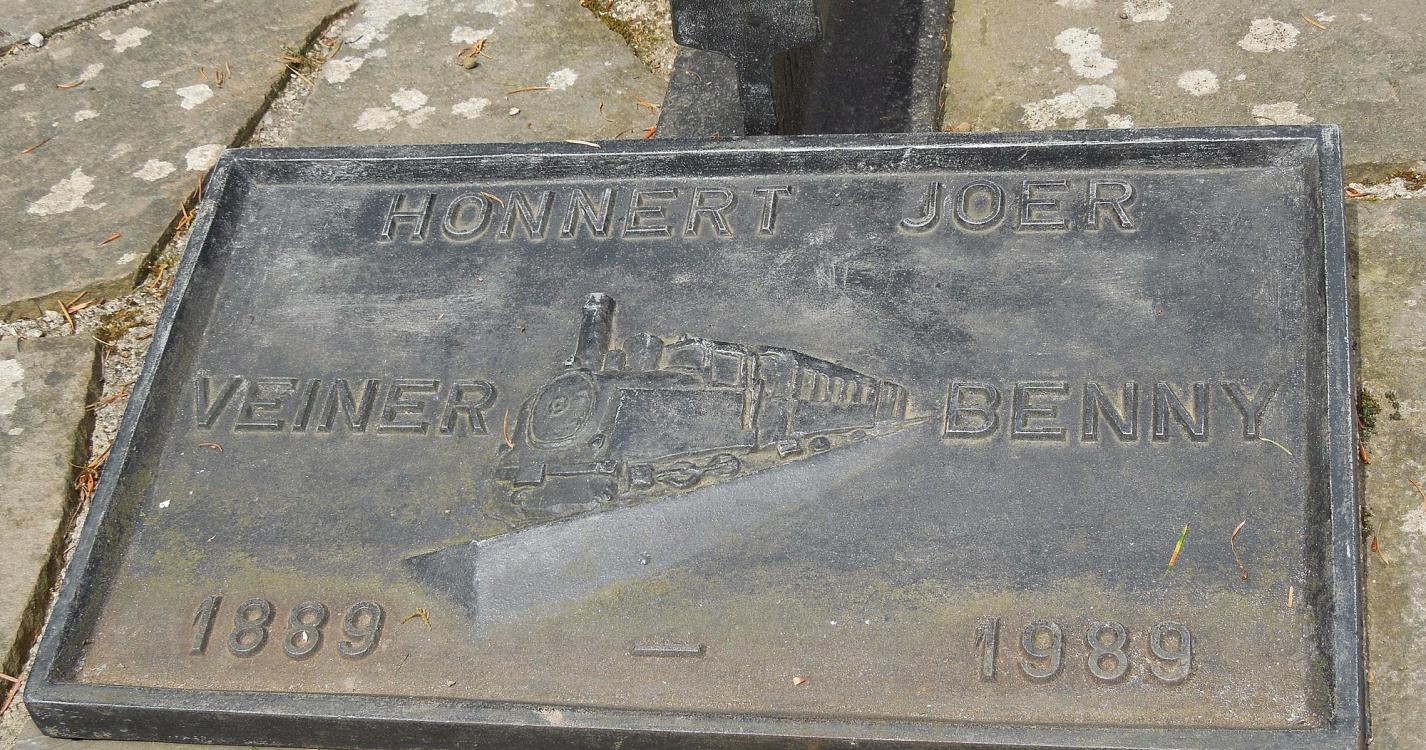 HONNERT JOER
VEINER BENNY
1889 — 1989